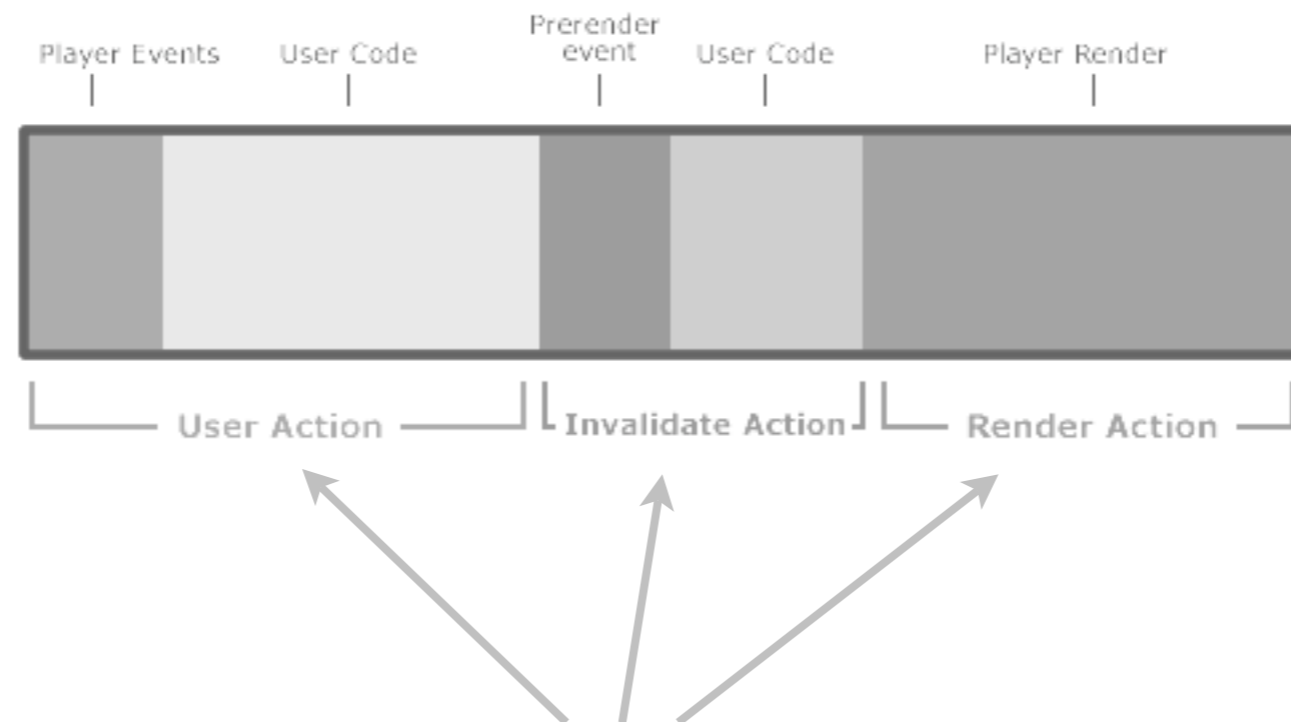 Player Events
User Code
Prerender
event
User Code
Player Render
User Action
Invalidate Action
Render Action